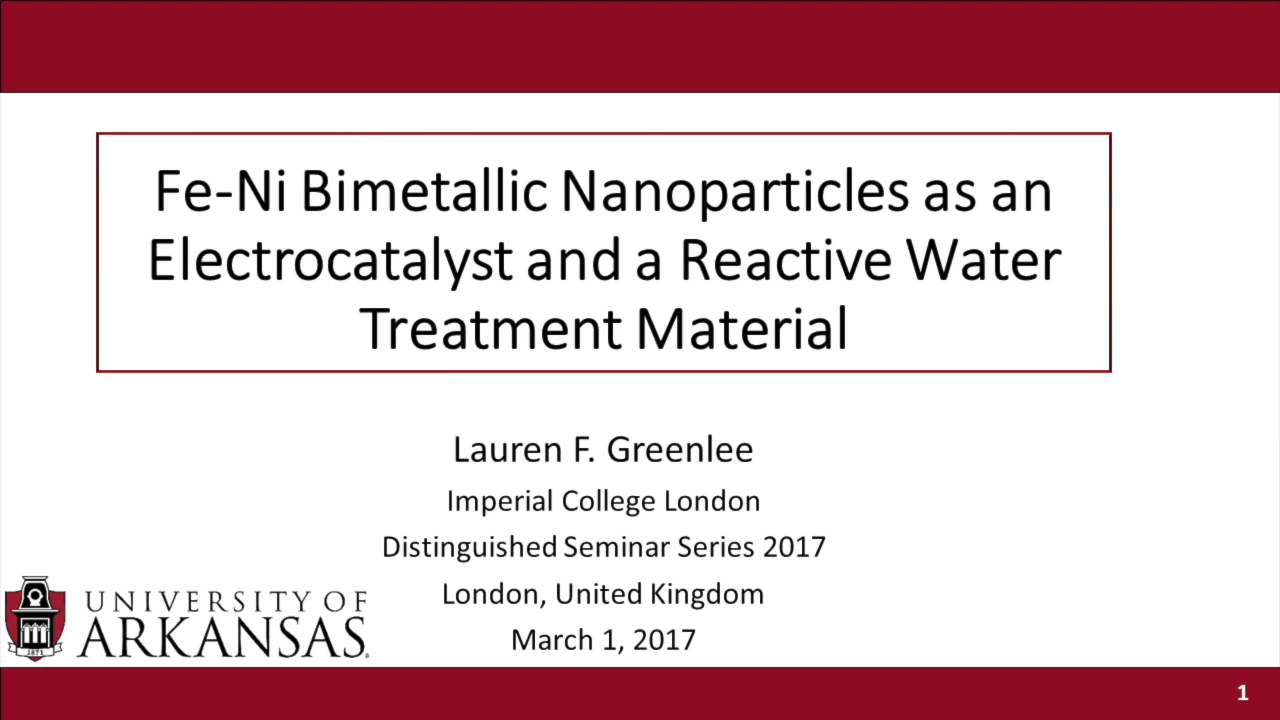 Fe-Ni Bimetallic Nanoparticles as an
Electrocatalyst and a Reactive Water
Treatment Material
Lauren F. Greenlee
Imperial College London
Distinguished Seminar Series 2017
London, United Kingdom
March 1, 2017
UNIVERSITY OF
ARKANSAS
1871
1